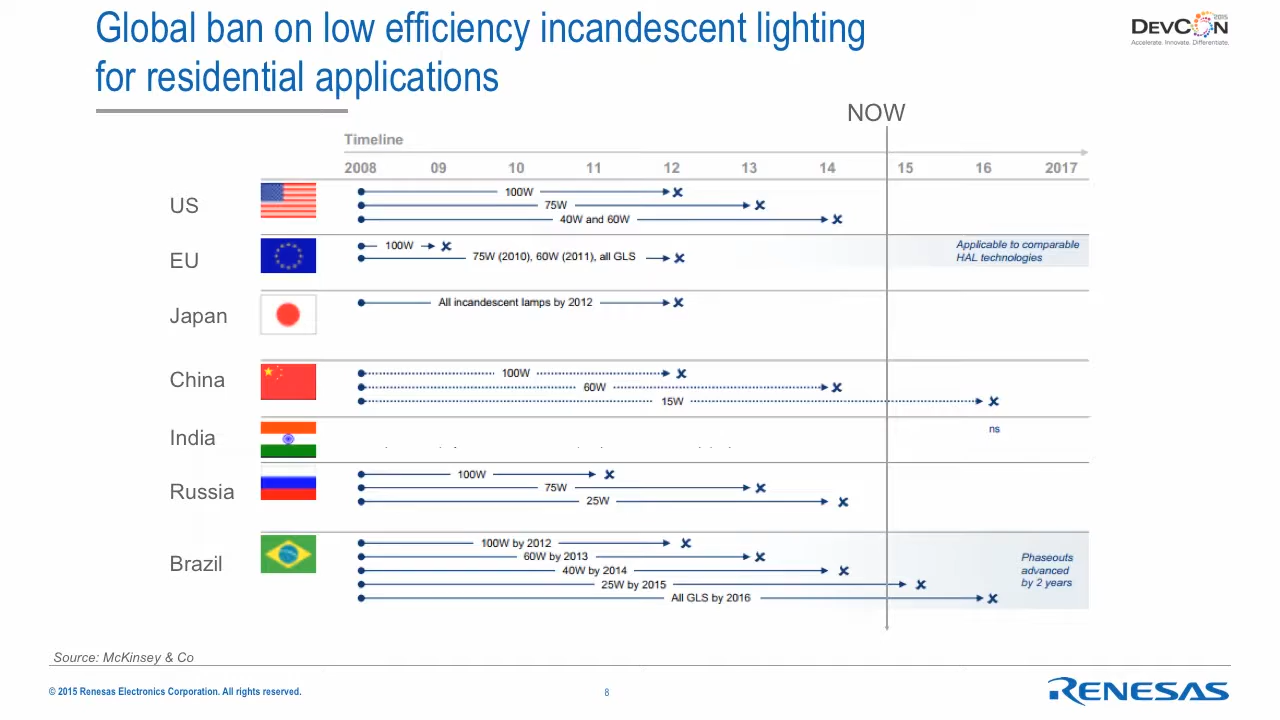 Global ban on low efficiency incandescent lighting
for residential applications
DEVCON 2015
Accelerate. Innovate. Differentiate.
NOW
Timeline
2008 09 10 11 12 13 14 15 16 2017
US
100W
75W
40W and 60W
EU
100W
75W (2010), 60W (2011), all GLS
Applicable to comparable
HAL technologies
Japan
All incandescent lamps by 2012
China
100W
60W
15W
India
ns
Russia
100W
75W
25W
Brazil
100W by 2012
60W by 2013
40W by 2014
25W by 2015
All GLS by 2016
Phaseouts
advanced
by 2 years
Source: McKinsey & Co
© 2015 Renesas Electronics Corporation. All rights reserved.
8
RENESAS